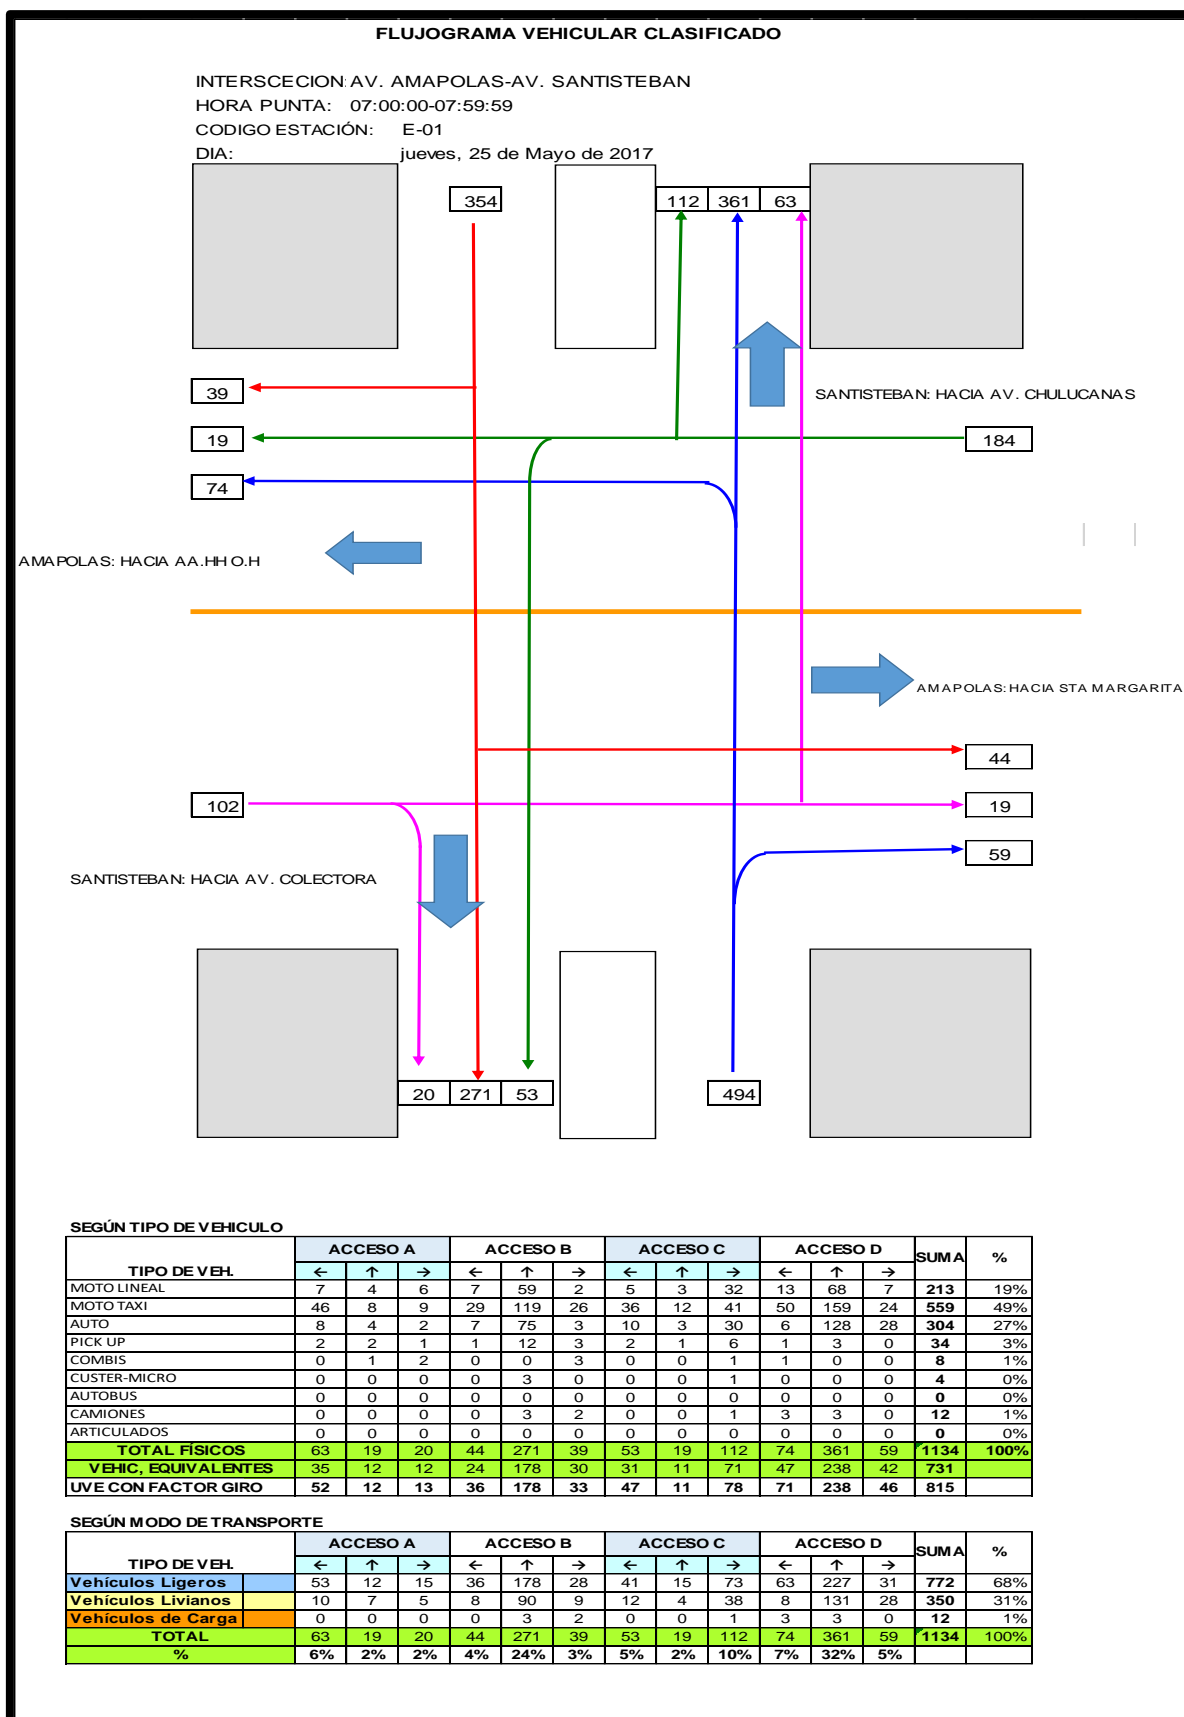 FLUJOGRAMA VEHICULAR CLASIFICADO
INTERSCECION: AV. AMAPOLAS-AV. SANTISTEBAN
HORA PUNTA: 07:00:00-07:59:59
CODIGO ESTACIÓN: E-01
DIA: jueves, 25 de Mayo de 2017
354 112 361 63
39
SANTISTEBAN: HACIA AV. CHULUCANAS
19 184
74
AMAPOLAS: HACIA AA.HH O.H
AMAPOLAS: HACIA STA MARGARITA
44
102 19
59
SANTISTEBAN: HACIA AV. COLECTORA
20 271 53 494
SEGÚN TIPO DE VEHICULO
TIPO DE VEH. ACCESO A ACCESO B ACCESO C ACCESO D SUMA %
← ↑ → ← ↑ → ← ↑ → ← ↑ →
MOTO LINEAL 7 4 6 7 59 2 5 3 32 13 68 7 213 19%
MOTO TAXI 46 8 9 29 119 26 36 12 41 50 159 24 559 49%
AUTO 8 4 2 7 75 3 10 3 30 6 128 28 304 27%
PICK UP 2 2 1 1 12 3 2 1 6 1 3 0 34 3%
COMBIS 0 1 2 0 0 3 0 0 1 1 0 0 8 1%
CUSTER-MICRO 0 0 0 0 3 0 0 0 1 0 0 0 4 0%
AUTOBUS 0 0 0 0 0 0 0 0 0 0 0 0 0 0%
CAMIONES 0 0 0 0 3 2 0 0 1 3 3 0 12 1%
ARTICULADOS 0 0 0 0 0 0 0 0 0 0 0 0 0 0%
TOTAL FÍSICOS 63 19 20 44 271 39 53 19 112 74 361 59 1134 100%
VEHIC, EQUIVALENTES 35 12 12 24 178 30 31 11 71 47 238 42 731
UVE CON FACTOR GIRO 52 12 13 36 178 33 47 11 78 71 238 46 815
SEGÚN MODO DE TRANSPORTE
TIPO DE VEH. ACCESO A ACCESO B ACCESO C ACCESO D SUMA %
← ↑ → ← ↑ → ← ↑ → ← ↑ →
Vehículos Ligeros 53 12 15 36 178 28 41 15 73 63 227 31 772 68%
Vehículos Livianos 10 7 5 8 90 9 12 4 38 8 131 28 350 31%
Vehículos de Carga 0 0 0 0 3 2 0 0 1 3 3 0 12 1%
TOTAL 63 19 20 44 271 39 53 19 112 74 361 59 1134 100%
% 6% 2% 2% 4% 24% 3% 5% 2% 10% 7% 32% 5%